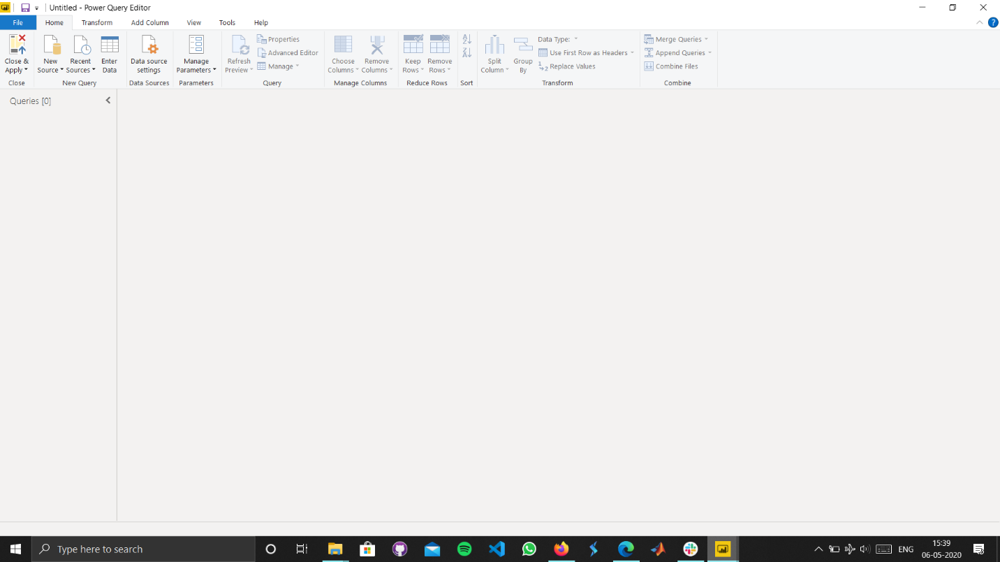 Untitled - Power Query Editor
File Home Transform Add Column View Tools Help
Close & Apply
Close
New Source
Recent Sources
Enter Data
New Query
Data source settings
Data Sources
Manage Parameters
Parameters
Refresh Preview
Properties
Advanced Editor
Manage
Query
Choose Columns
Remove Columns
Manage Columns
Keep Rows
Remove Rows
Reduce Rows
Sort
Split Column
Group By
Data Type:
Use First Row as Headers
Replace Values
Transform
Merge Queries
Append Queries
Combine Files
Combine
Queries [0]
Type here to search
ENG
15:39
06-05-2020